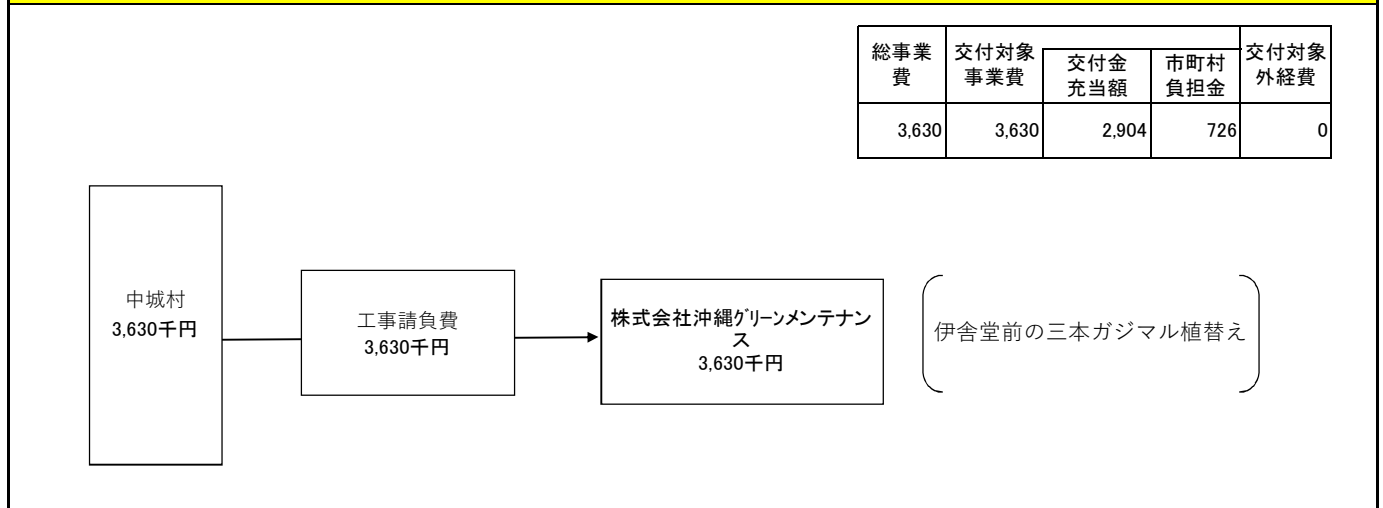 総事業費 交付対象事業費 交付金充当額 市町村負担金 交付対象外経費
3,630 3,630 2,904 726 0
中城村
3,630千円
工事請負費
3,630千円
株式会社沖縄グリーンメンテナン
ス
3,630千円
伊舎堂前の三本ガジマル植替え